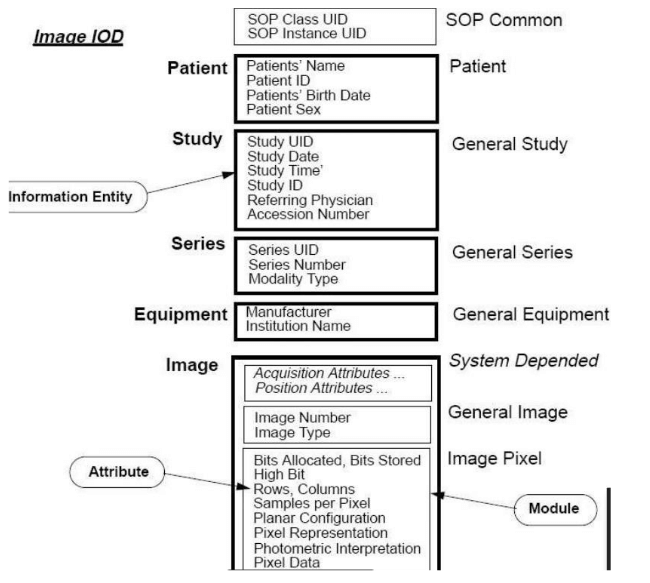 Image IOD
SOP Class UID
SOP Instance UID
SOP Common
Patient
Patients' Name
Patient ID
Patients' Birth Date
Patient Sex
Patient
Study
Study UID
Study Date
Study Time'
Study ID
Referring Physician
Accession Number
General Study
Information Entity
Series
Series UID
Series Number
Modality Type
General Series
Equipment
Manufacturer
Institution Name
General Equipment
Image
Acquisition Attributes ...
Position Attributes ...
System Depended
Image Number
Image Type
General Image
Bits Allocated, Bits Stored
High Bit
Rows, Columns
Samples per Pixel
Planar Configuration
Pixel Representation
Photometric Interpretation
Pixel Data
Image Pixel
Attribute
Module